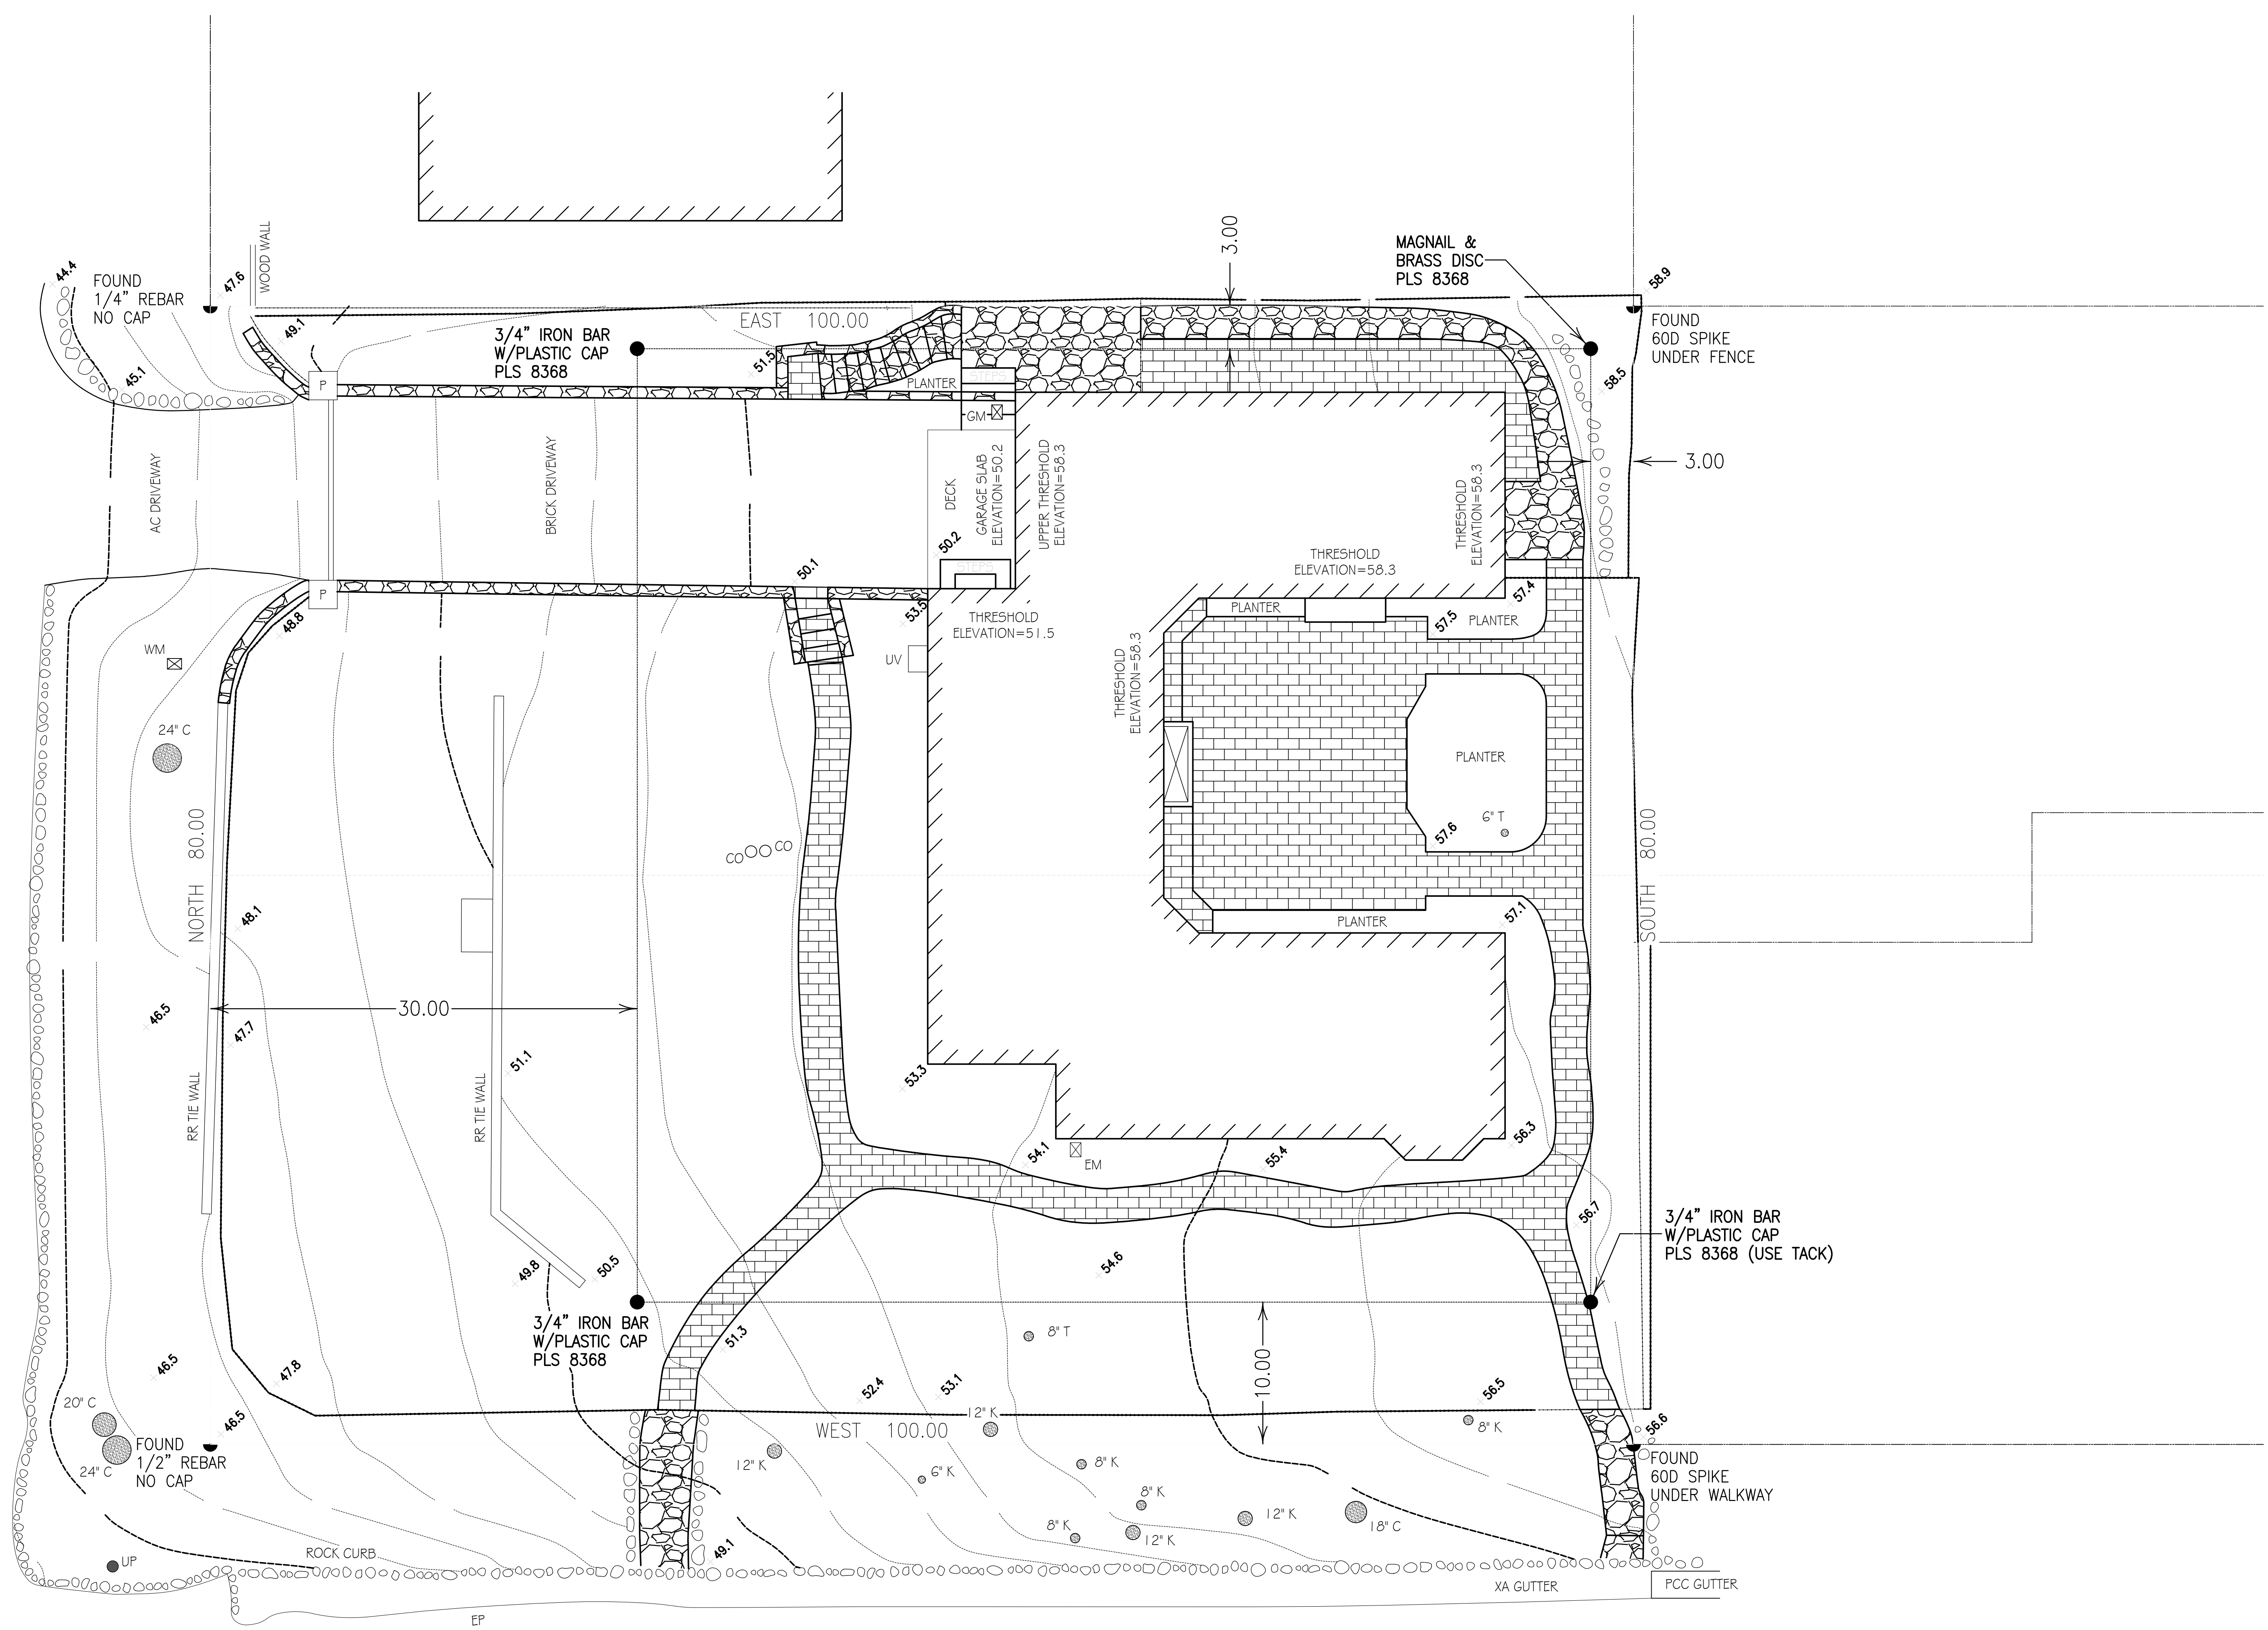 3.00
MAGNAIL &
BRASS DISC
PLS 8368
WOOD WALL
44.4
FOUND
1/4" REBAR
NO CAP
47.6
49.1
45.1
P
EAST 100.00
3/4" IRON BAR
W/PLASTIC CAP
PLS 8368
51.5
PLANTER
STEPS
GM
58.9
FOUND
60D SPIKE
UNDER FENCE
58.5
3.00
AC DRIVEWAY
BRICK DRIVEWAY
DECK
GARAGE SLAB
ELEVATION=50.2
UPPER THRESHOLD
ELEVATION=58.3
THRESHOLD
ELEVATION=58.3
THRESHOLD
ELEVATION=58.3
50.2
STEPS
50.1
P
48.8
53.5
THRESHOLD
ELEVATION=51.5
UV
WM
24" C
PLANTER
57.4
57.5
PLANTER
THRESHOLD
ELEVATION=58.3
PLANTER
6" T
57.6
NORTH 80.00
SOUTH 80.00
CO
CO
48.1
57.1
PLANTER
46.5
47.7
30.00
51.1
53.3
RR TIE WALL
RR TIE WALL
54.1
EM
55.4
56.3
56.7
3/4" IRON BAR
W/PLASTIC CAP
PLS 8368 (USE TACK)
49.8
50.5
54.6
3/4" IRON BAR
W/PLASTIC CAP
PLS 8368
51.3
8" T
10.00
46.5
47.8
52.4
53.1
56.5
20" C
46.5
WEST 100.00
12" K
8" K
56.6
24" C
FOUND
1/2" REBAR
NO CAP
12" K
6" K
8" K
FOUND
60D SPIKE
UNDER WALKWAY
8" K
8" K
12" K
12" K
18" C
49.1
UP
ROCK CURB
XA GUTTER
PCC GUTTER
EP